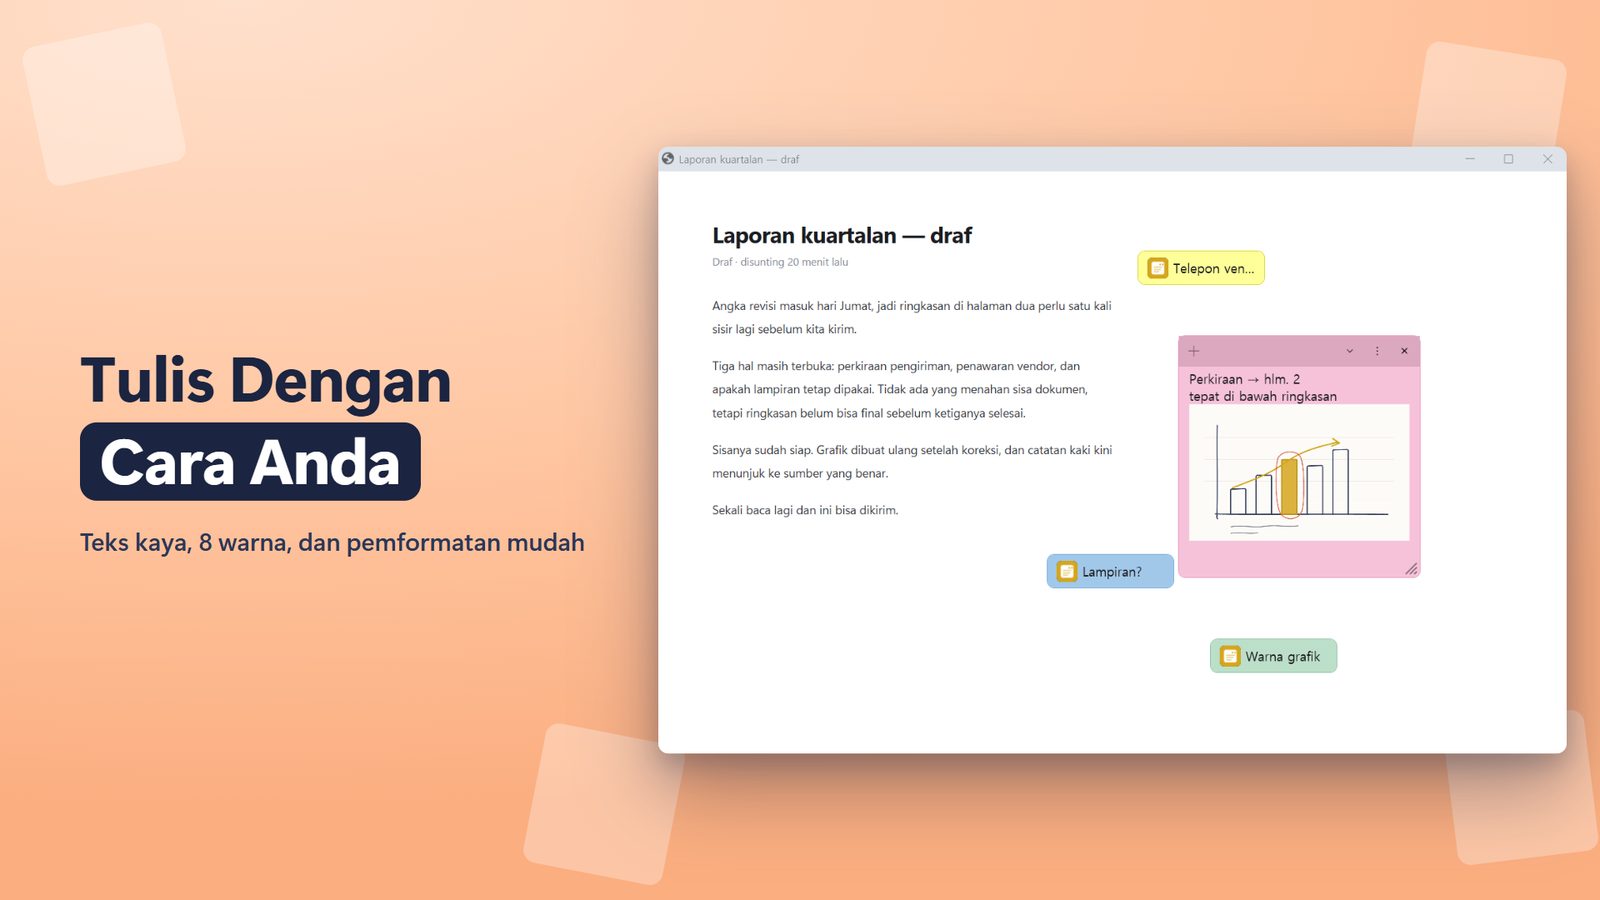 Tulis Dengan
Cara Anda
Teks kaya, 8 warna, dan pemformatan mudah
Laporan kuartalan — draf
Laporan kuartalan — draf
Draf · disunting 20 menit lalu
Angka revisi masuk hari Jumat, jadi ringkasan di halaman dua perlu satu kali
sisir lagi sebelum kita kirim.
Tiga hal masih terbuka: perkiraan pengiriman, penawaran vendor, dan
apakah lampiran tetap dipakai. Tidak ada yang menahan sisa dokumen,
tetapi ringkasan belum bisa final sebelum ketiganya selesai.
Sisanya sudah siap. Grafik dibuat ulang setelah koreksi, dan catatan kaki kini
menunjuk ke sumber yang benar.
Sekali baca lagi dan ini bisa dikirim.
Telepon ven...
Perkiraan → hlm. 2
tepat di bawah ringkasan
Lampiran?
Warna grafik